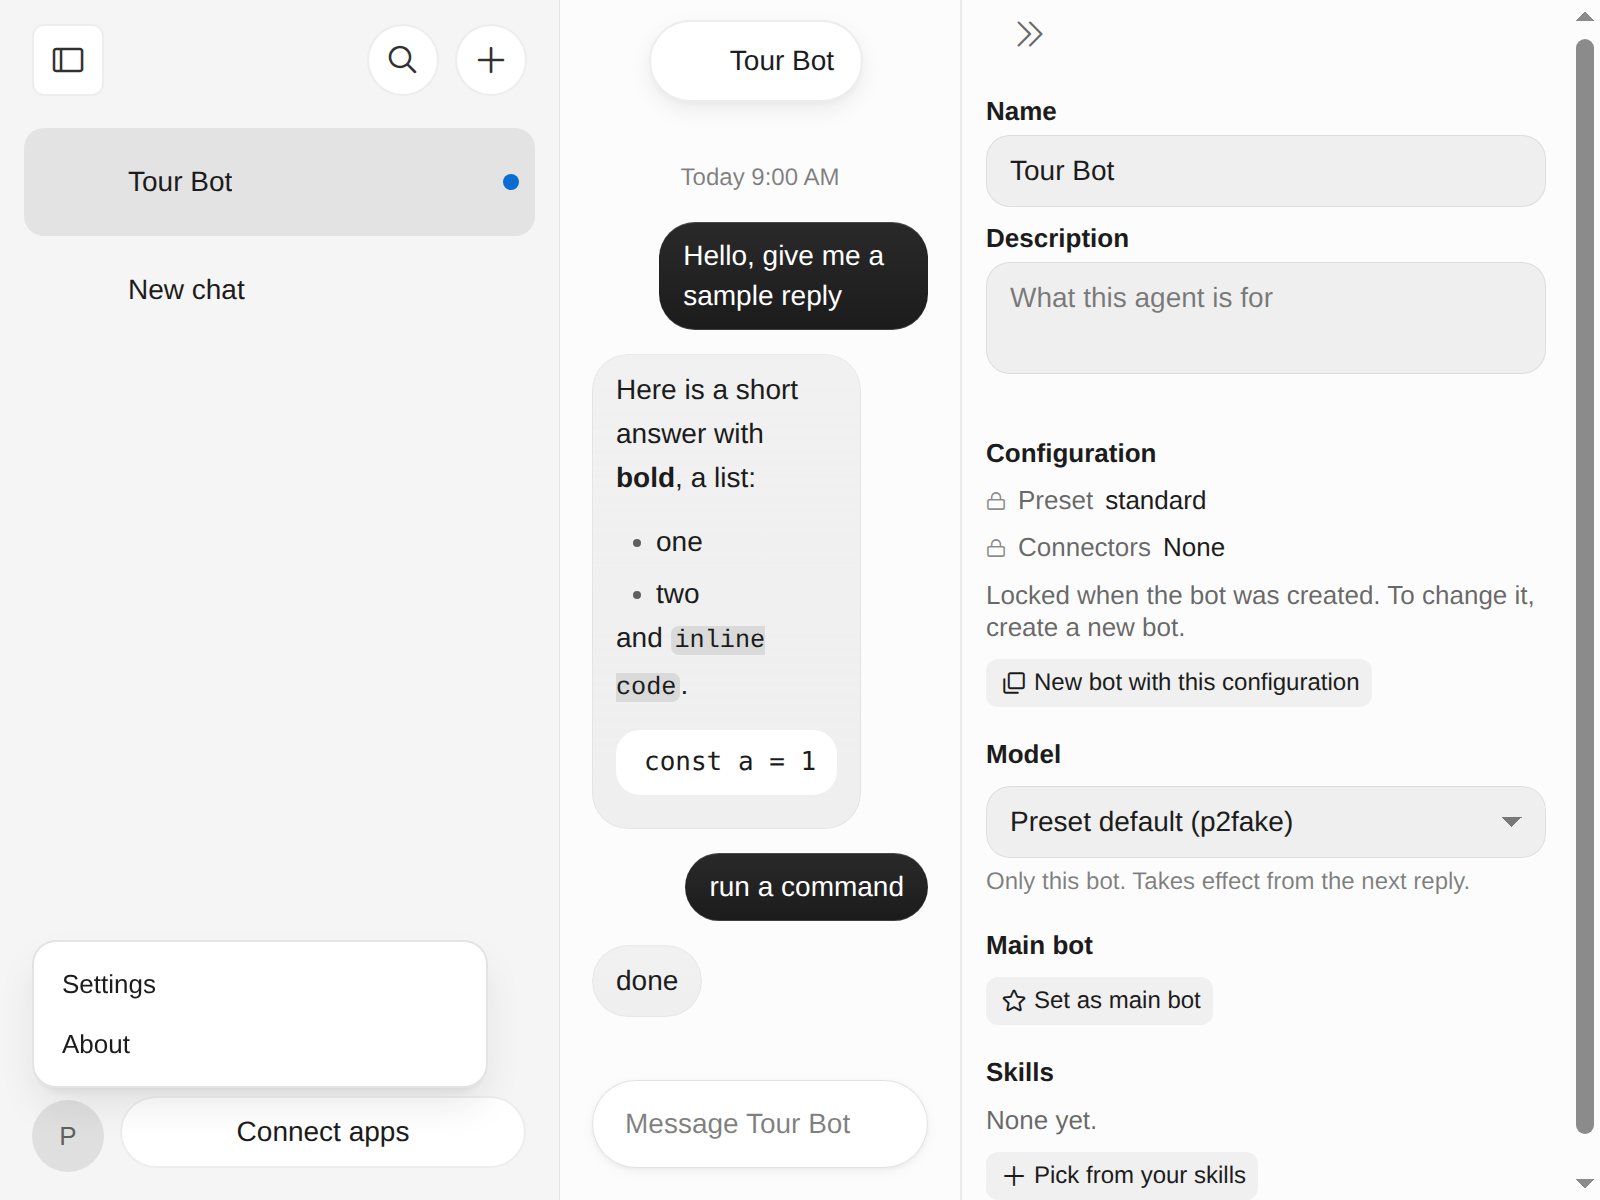 Tour Bot
New chat
Settings
About
P
Connect apps
Tour Bot
Today 9:00 AM
Hello, give me a
sample reply
Here is a short
answer with
bold, a list:
• one
• two
and inline
code.
const a = 1
run a command
done
Message Tour Bot
Name
Tour Bot
Description
What this agent is for
Configuration
Preset standard
Connectors None
Locked when the bot was created. To change it,
create a new bot.
New bot with this configuration
Model
Preset default (p2fake)
Only this bot. Takes effect from the next reply.
Main bot
Set as main bot
Skills
None yet.
Pick from your skills